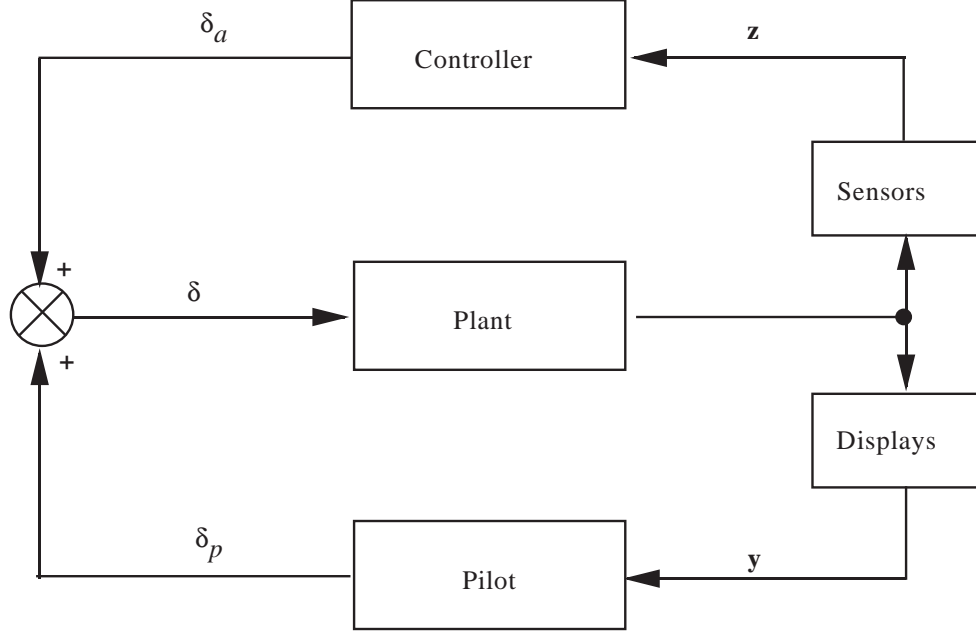 δa
Controller
z
Sensors
+
δ
Plant
+
Displays
δp
Pilot
y